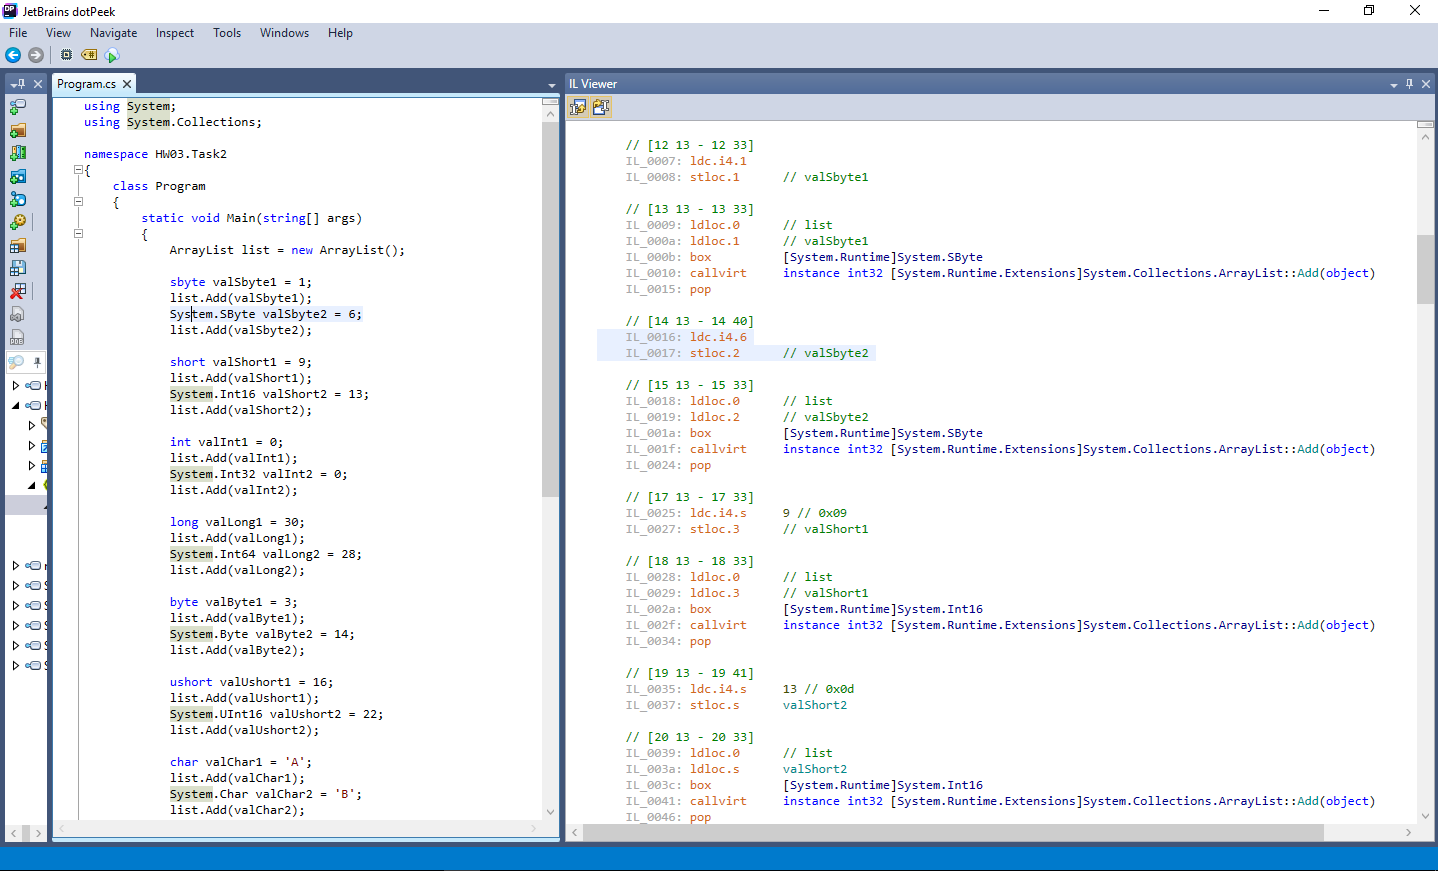 JetBrains dotPeek
File View Navigate Inspect Tools Windows Help
Program.cs
using System;
using System.Collections;
namespace HW03.Task2
{
class Program
{
static void Main(string[] args)
{
ArrayList list = new ArrayList();
sbyte valSbyte1 = 1;
list.Add(valSbyte1);
System.SByte valSbyte2 = 6;
list.Add(valSbyte2);
short valShort1 = 9;
list.Add(valShort1);
System.Int16 valShort2 = 13;
list.Add(valShort2);
int valInt1 = 0;
list.Add(valInt1);
System.Int32 valInt2 = 0;
list.Add(valInt2);
long valLong1 = 30;
list.Add(valLong1);
System.Int64 valLong2 = 28;
list.Add(valLong2);
byte valByte1 = 3;
list.Add(valByte1);
System.Byte valByte2 = 14;
list.Add(valByte2);
ushort valUshort1 = 16;
list.Add(valUshort1);
System.UInt16 valUshort2 = 22;
list.Add(valUshort2);
char valChar1 = 'A';
list.Add(valChar1);
System.Char valChar2 = 'B';
list.Add(valChar2);
IL Viewer
// [12 13 - 12 33]
IL_0007: ldc.i4.1
IL_0008: stloc.1 // valSbyte1
// [13 13 - 13 33]
IL_0009: ldloc.0 // list
IL_000a: ldloc.1 // valSbyte1
IL_000b: box [System.Runtime]System.SByte
IL_0010: callvirt instance int32 [System.Runtime.Extensions]System.Collections.ArrayList::Add(object)
IL_0015: pop
// [14 13 - 14 40]
IL_0016: ldc.i4.6
IL_0017: stloc.2 // valSbyte2
// [15 13 - 15 33]
IL_0018: ldloc.0 // list
IL_0019: ldloc.2 // valSbyte2
IL_001a: box [System.Runtime]System.SByte
IL_001f: callvirt instance int32 [System.Runtime.Extensions]System.Collections.ArrayList::Add(object)
IL_0024: pop
// [17 13 - 17 33]
IL_0025: ldc.i4.s 9 // 0x09
IL_0027: stloc.3 // valShort1
// [18 13 - 18 33]
IL_0028: ldloc.0 // list
IL_0029: ldloc.3 // valShort1
IL_002a: box [System.Runtime]System.Int16
IL_002f: callvirt instance int32 [System.Runtime.Extensions]System.Collections.ArrayList::Add(object)
IL_0034: pop
// [19 13 - 19 41]
IL_0035: ldc.i4.s 13 // 0x0d
IL_0037: stloc.s valShort2
// [20 13 - 20 33]
IL_0039: ldloc.0 // list
IL_003a: ldloc.s valShort2
IL_003c: box [System.Runtime]System.Int16
IL_0041: callvirt instance int32 [System.Runtime.Extensions]System.Collections.ArrayList::Add(object)
IL_0046: pop